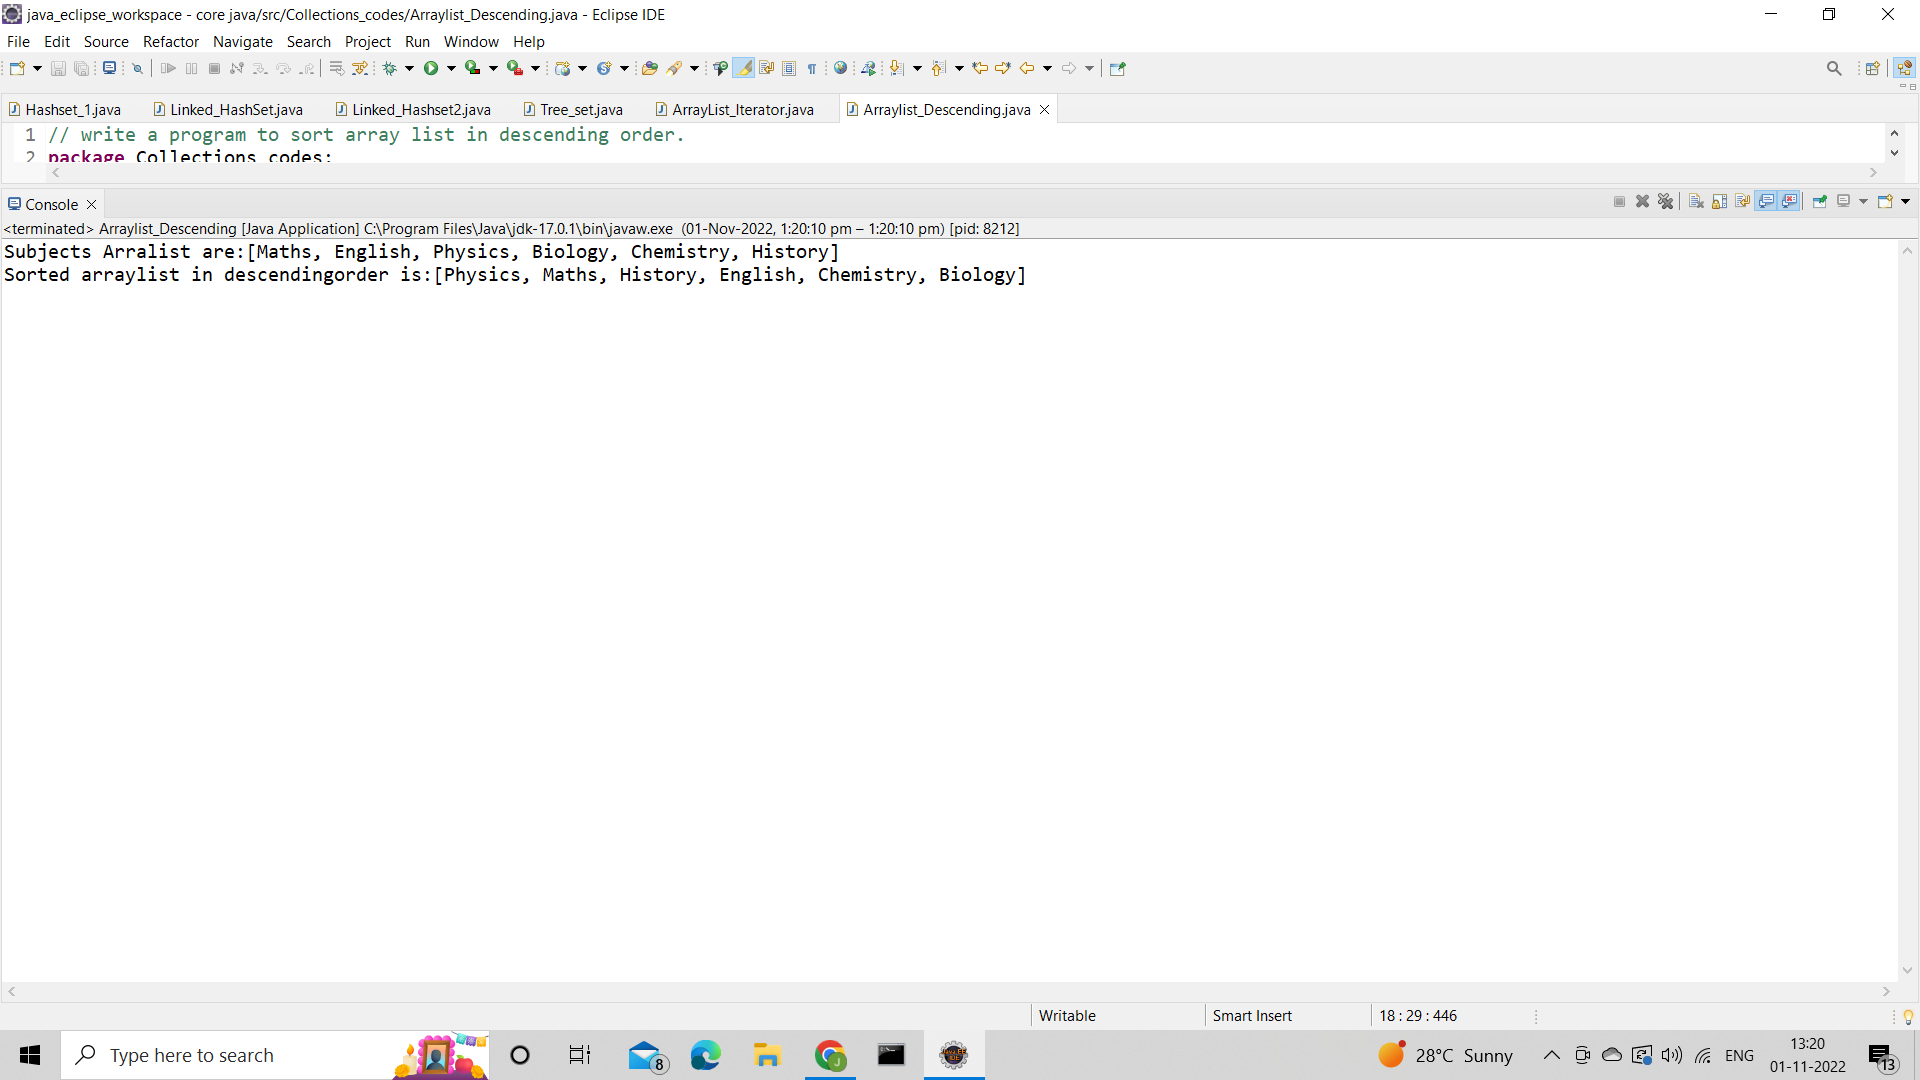 java_eclipse_workspace - core java/src/Collections_codes/Arraylist_Descending.java - Eclipse IDE
File Edit Source Refactor Navigate Search Project Run Window Help
Hashset_1.java Linked_HashSet.java Linked_Hashset2.java Tree_set.java ArrayList_Iterator.java Arraylist_Descending.java
1 // write a program to sort array list in descending order.
2 package Collections_codes;
Console
<terminated> Arraylist_Descending [Java Application] C:\Program Files\Java\jdk-17.0.1\bin\javaw.exe (01-Nov-2022, 1:20:10 pm – 1:20:10 pm) [pid: 8212]
Subjects Arralist are:[Maths, English, Physics, Biology, Chemistry, History]
Sorted arraylist in descendingorder is:[Physics, Maths, History, English, Chemistry, Biology]
Writable Smart Insert 18 : 29 : 446
Type here to search 8 28°C Sunny ENG 13:20
01-11-2022 13